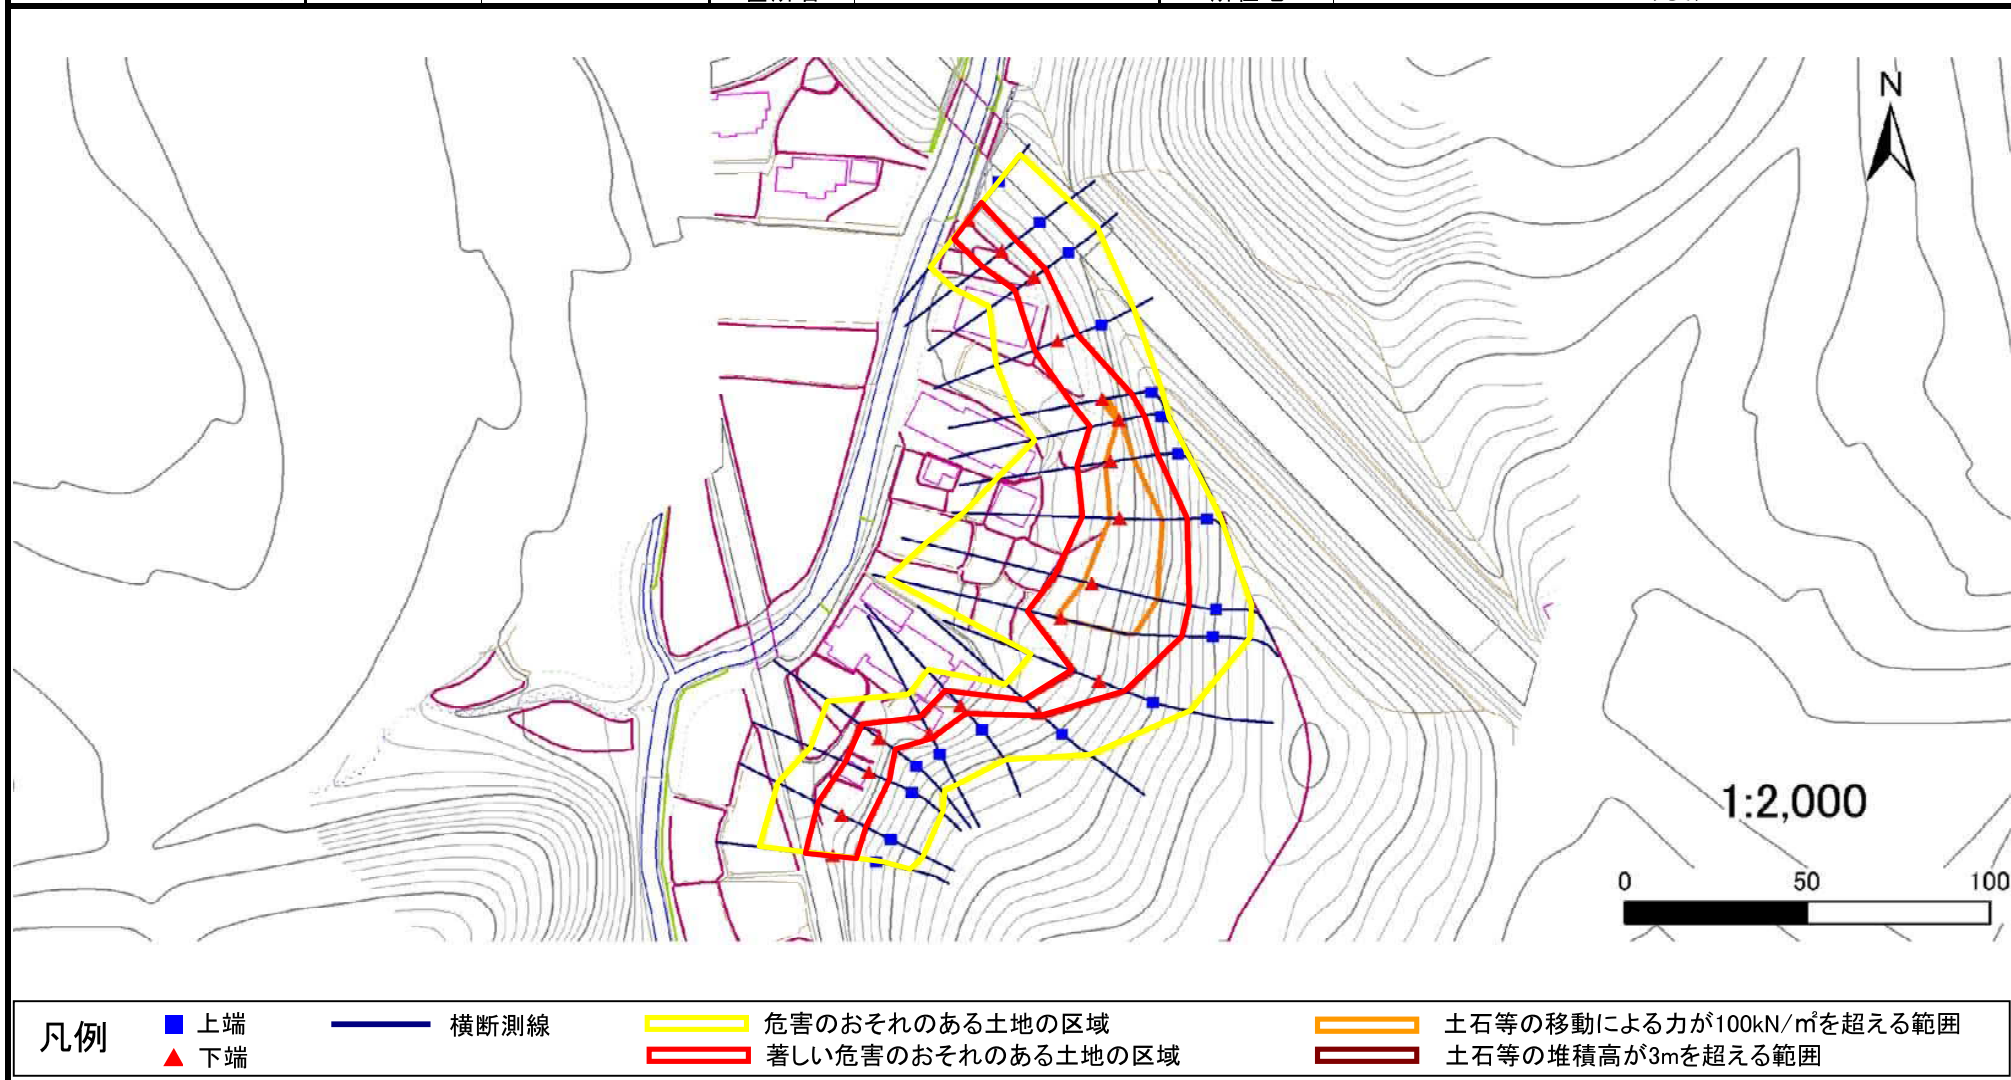 N
1:2,000
0 50 100
凡例
上端
横断測線
危害のおそれのある土地の区域
土石等の移動による力が100kN/㎡を超える範囲
下端
著しい危害のおそれのある土地の区域
土石等の堆積高が3mを超える範囲